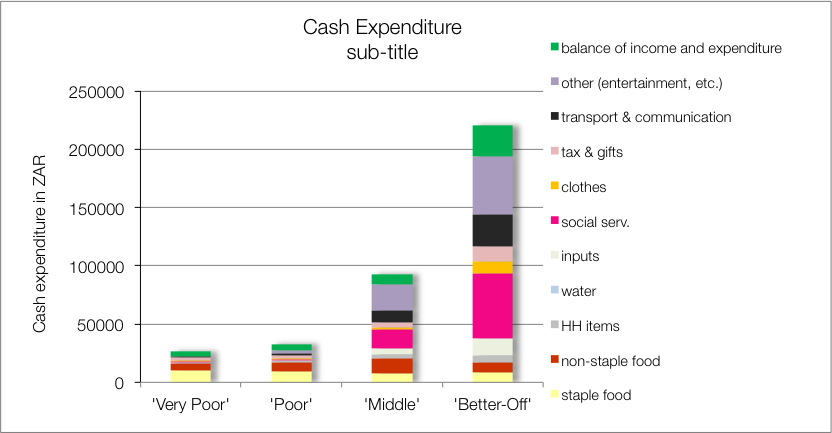 Cash Expenditure
sub-title
balance of income and expenditure
other (entertainment, etc.)
transport & communication
tax & gifts
clothes
social serv.
inputs
water
HH items
non-staple food
staple food
Cash expenditure in ZAR
250000
200000
150000
100000
50000
0
'Very Poor' 'Poor' 'Middle' 'Better-Off'